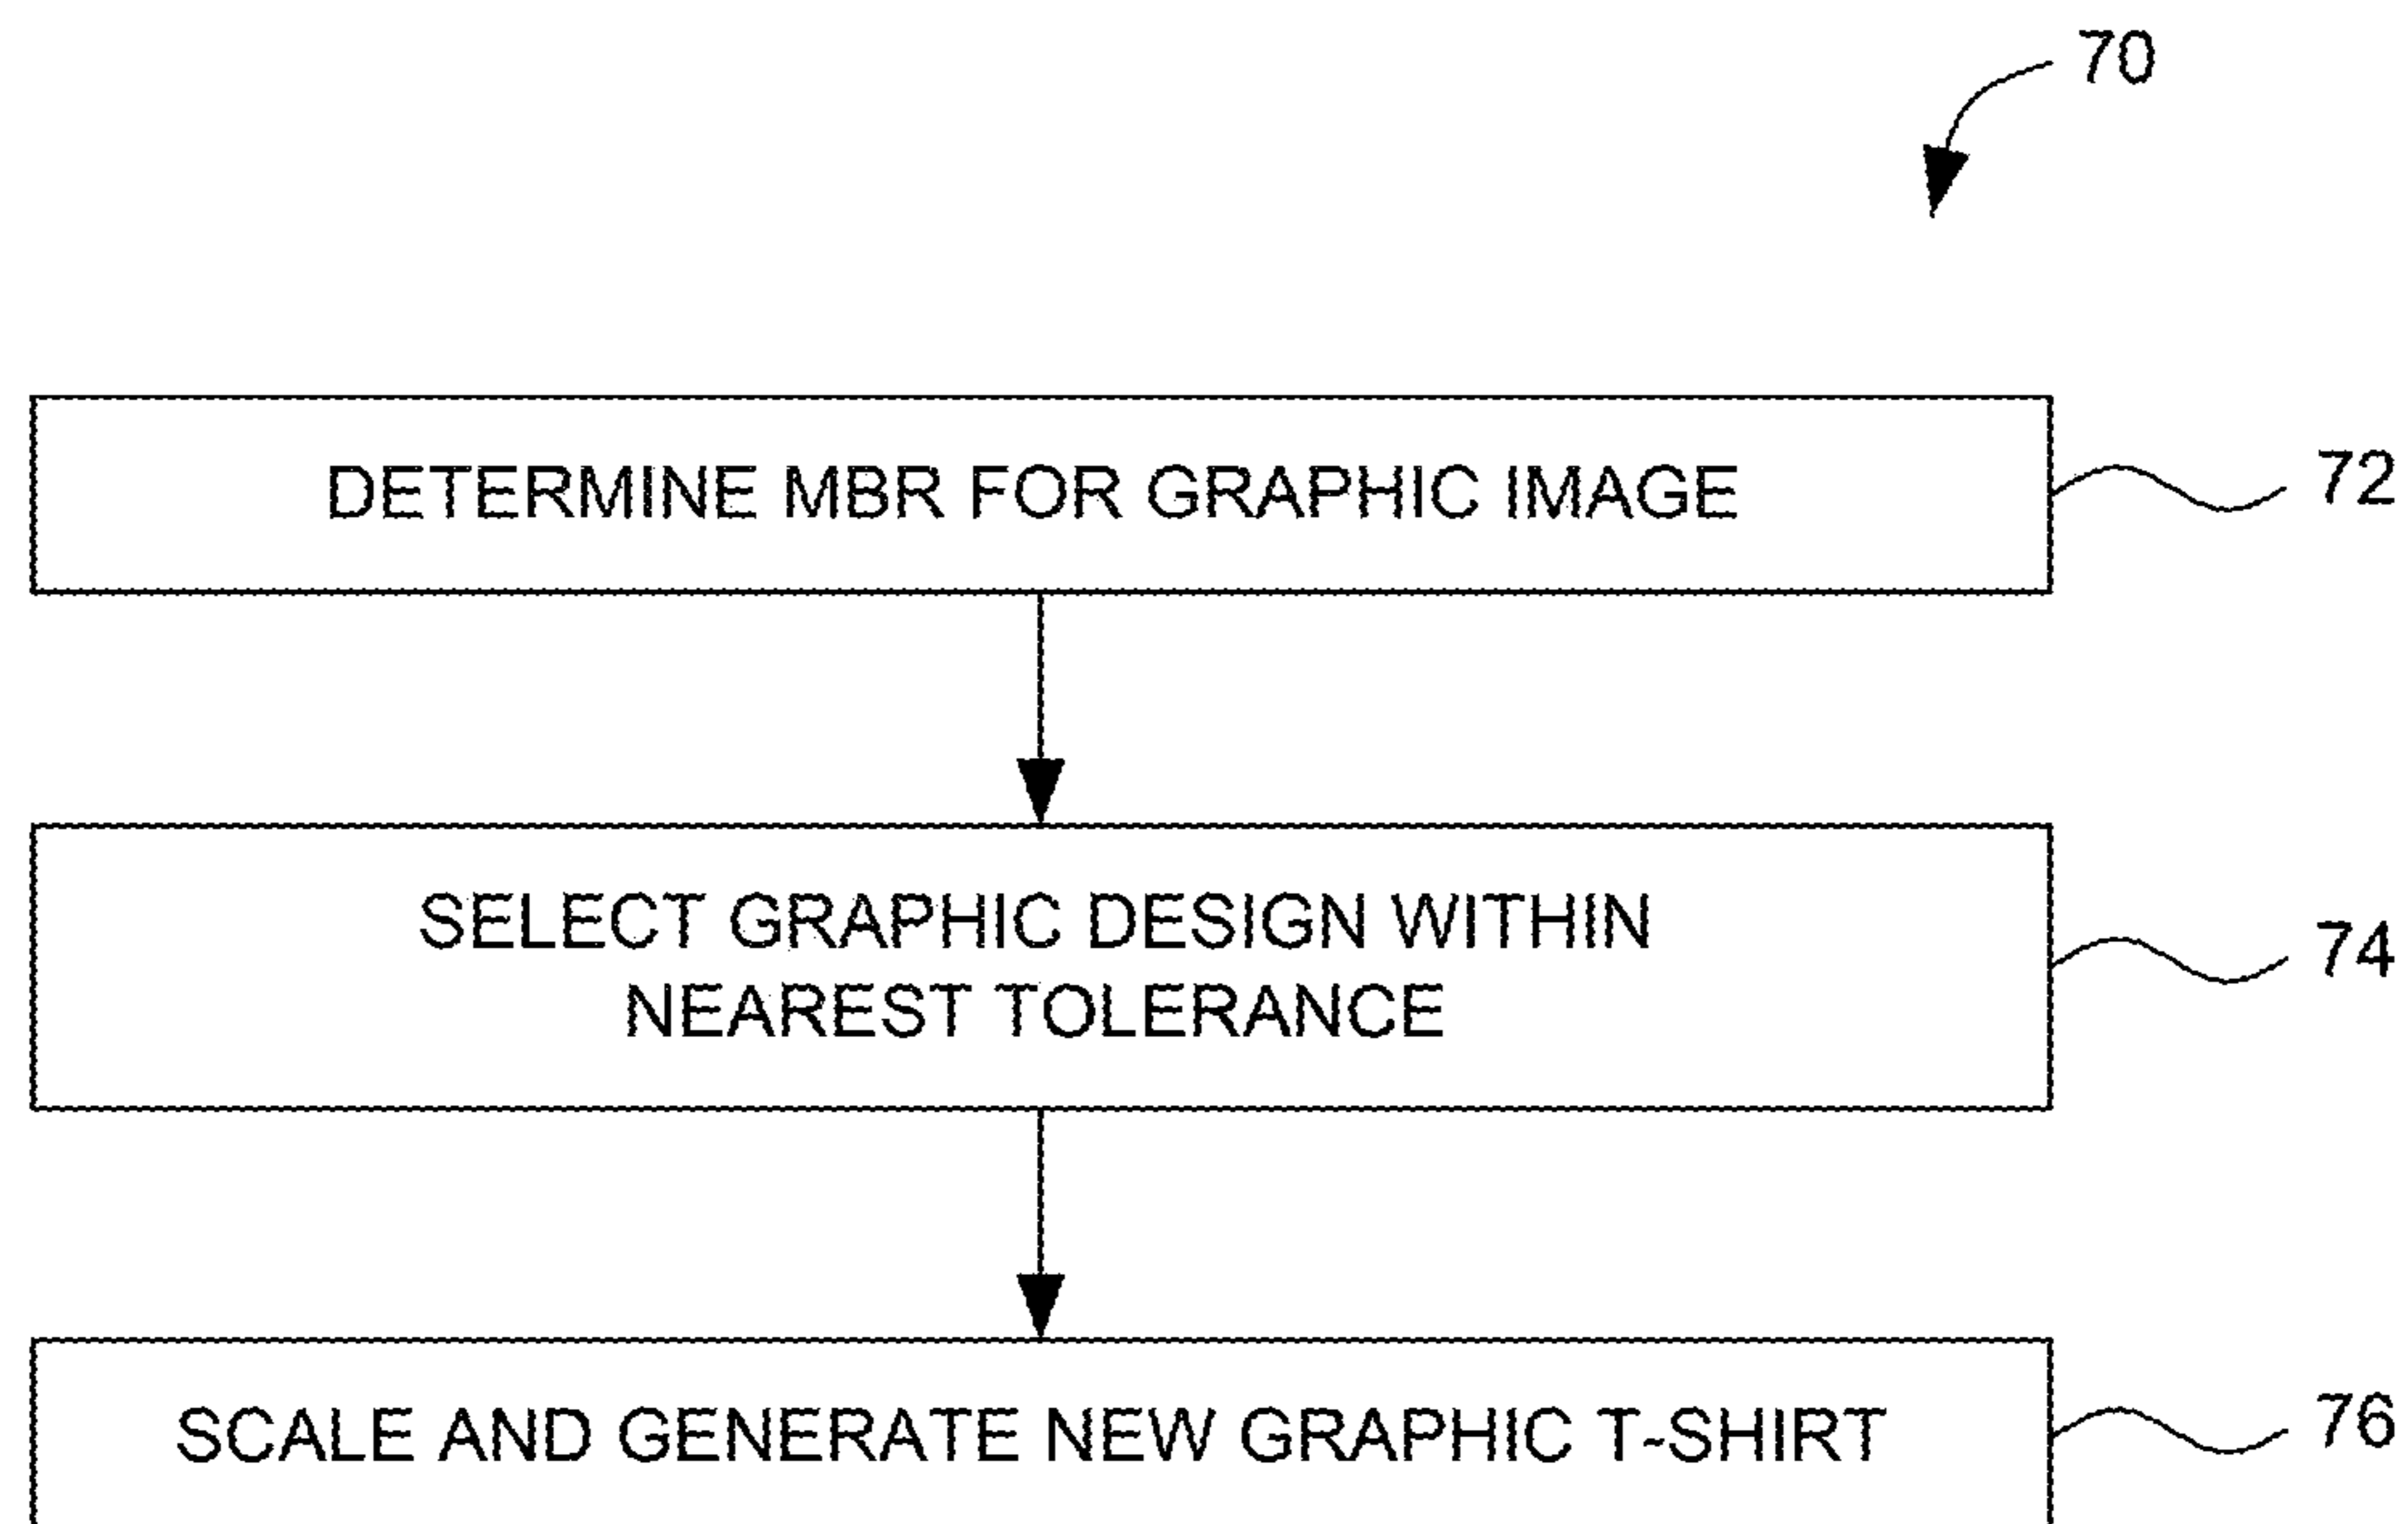 70
DETERMINE MBR FOR GRAPHIC IMAGE
72
SELECT GRAPHIC DESIGN WITHIN
NEAREST TOLERANCE
74
SCALE AND GENERATE NEW GRAPHIC T-SHIRT
76